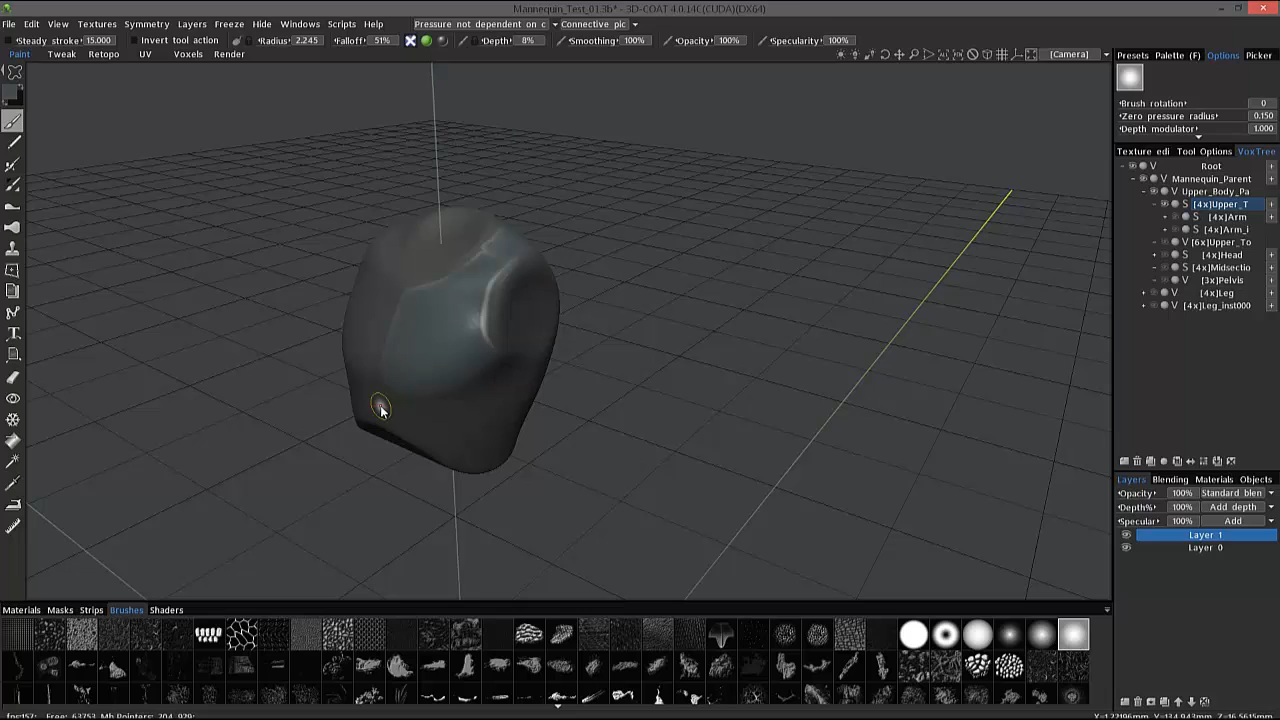 Mannequin_Test_01.3b* - 3D-COAT 4.0.14C(CUDA)(DX64)
File Edit View Textures Symmetry Layers Freeze Hide Windows Scripts Help Pressure not dependent on c Connective pic
Steady stroke 15.000 Invert tool action Radius 2.245 Falloff 51% Depth 8% Smoothing 100% Opacity 100% Specularity 100%
Paint Tweak Retopo UV Voxels Render [Camera]
Presets Palette (F) Options Picker
Brush rotation 0
Zero pressure radius 0.150
Depth modulator 1.000
Texture edi Tool Options VoxTree
V Root
V Mannequin_Parent
V Upper_Body_Pa
S [4x]Upper_T
S [4x]Arm
S [4x]Arm_i
V [6x]Upper_To
S [4x]Head
S [4x]Midsectio
V [3x]Pelvis
V [4x]Leg
V [4x]Leg_inst000
Layers Blending Materials Objects
Opacity 100% Standard blen
Depth% 100% Add depth
Specular 100% Add
Layer 1
Layer 0
Materials Masks Strips Brushes Shaders